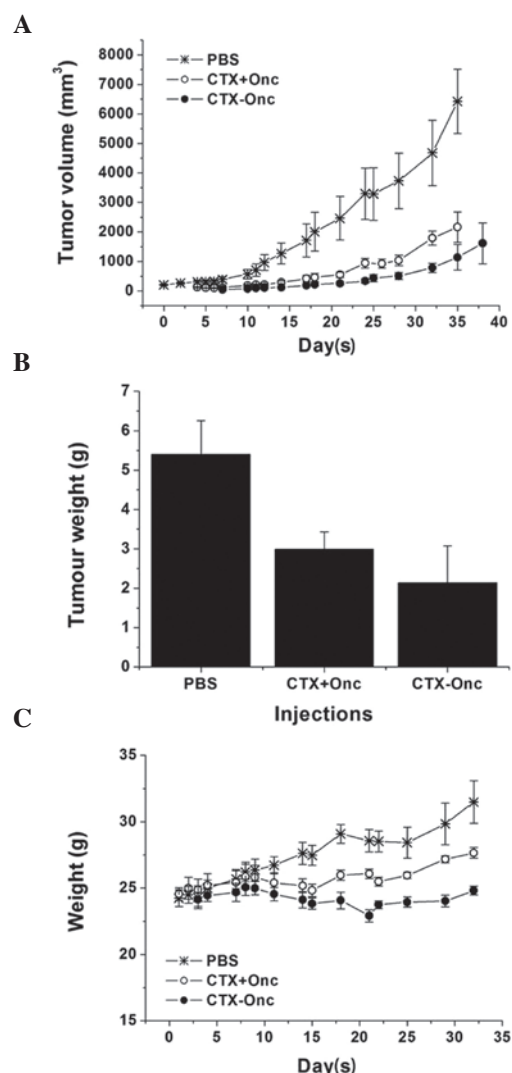 A
Tumor volume (mm³)
8000
7000
6000
5000
4000
3000
2000
1000
0
PBS
CTX+Onc
CTX-Onc
0 5 10 15 20 25 30 35 40
Day(s)
B
Tumour weight (g)
7
6
5
4
3
2
1
0
PBS CTX+Onc CTX-Onc
Injections
C
Weight (g)
35
30
25
20
15
PBS
CTX+Onc
CTX-Onc
0 5 10 15 20 25 30 35
Day(s)